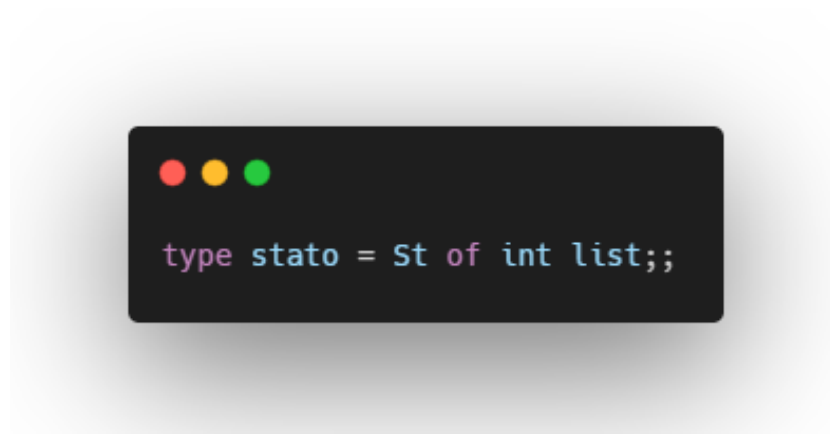 type stato = St of int list;;